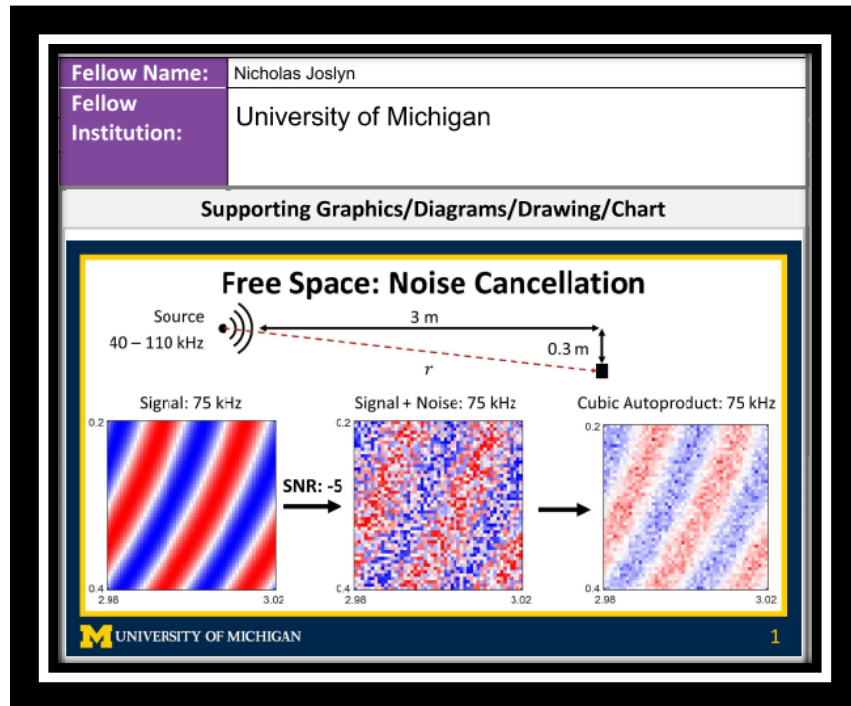 Fellow Name: Nicholas Joslyn
Fellow
Institution:
University of Michigan
Supporting Graphics/Diagrams/Drawing/Chart
Free Space: Noise Cancellation
Source
40 – 110 kHz
3 m
0.3 m
r
Signal: 75 kHz
Signal + Noise: 75 kHz
Cubic Autoproduct: 75 kHz
0.2
0.2
0.2
SNR: -5
0.4
0.4
0.4
2.98 3.02
2.98 3.02
2.98 3.02
M UNIVERSITY OF MICHIGAN
1